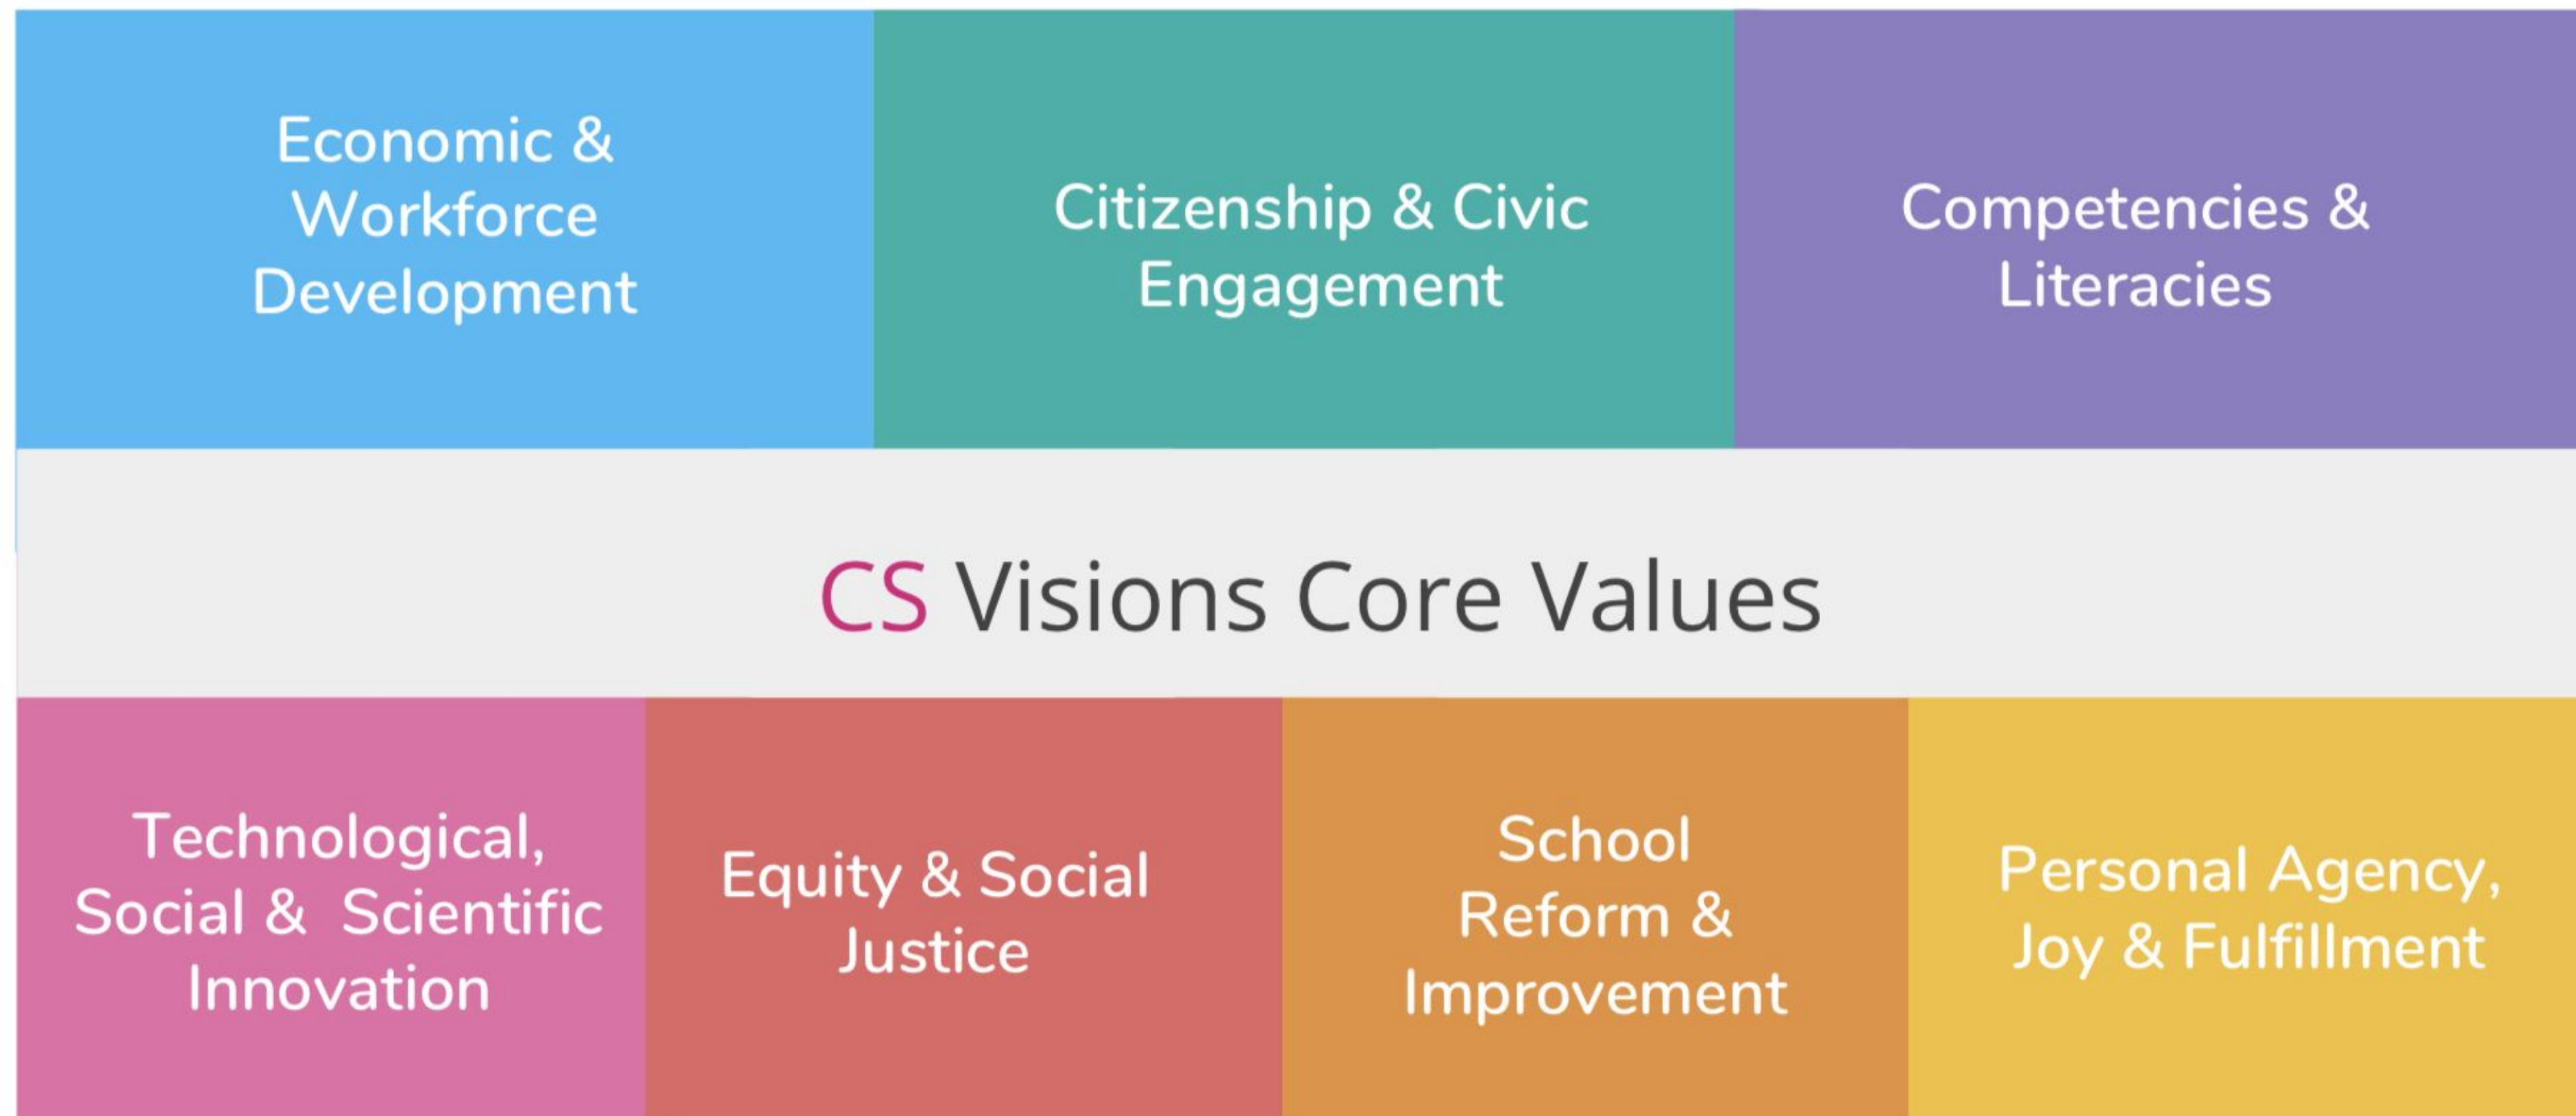 Economic &
Workforce
Development
Citizenship & Civic
Engagement
Competencies &
Literacies
CS Visions Core Values
Technological,
Social & Scientific
Innovation
Equity & Social
Justice
School
Reform &
Improvement
Personal Agency,
Joy & Fulfillment